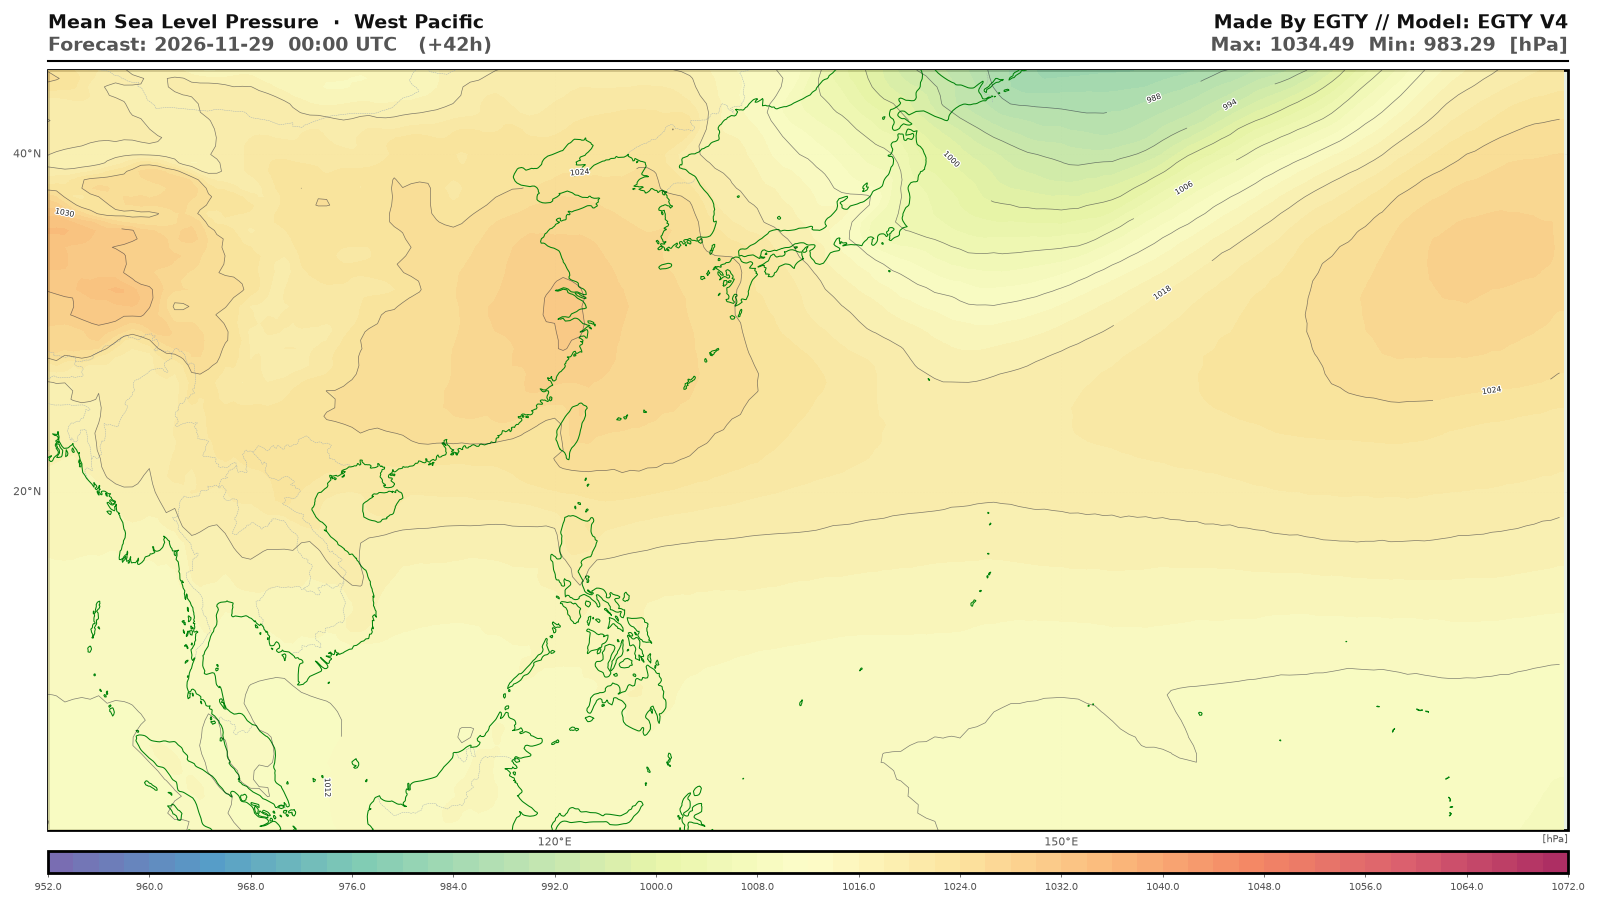 Mean Sea Level Pressure · West Pacific
Made By EGTY // Model: EGTY V4
Forecast: 2026-11-29 00:00 UTC (+42h)
Max: 1034.49 Min: 983.29 [hPa]
988
994
40°N
1000
1024
1006
1030
1018
1024
20°N
1012
120°E
150°E
[hPa]
952.0 960.0 968.0 976.0 984.0 992.0 1000.0 1008.0 1016.0 1024.0 1032.0 1040.0 1048.0 1056.0 1064.0 1072.0